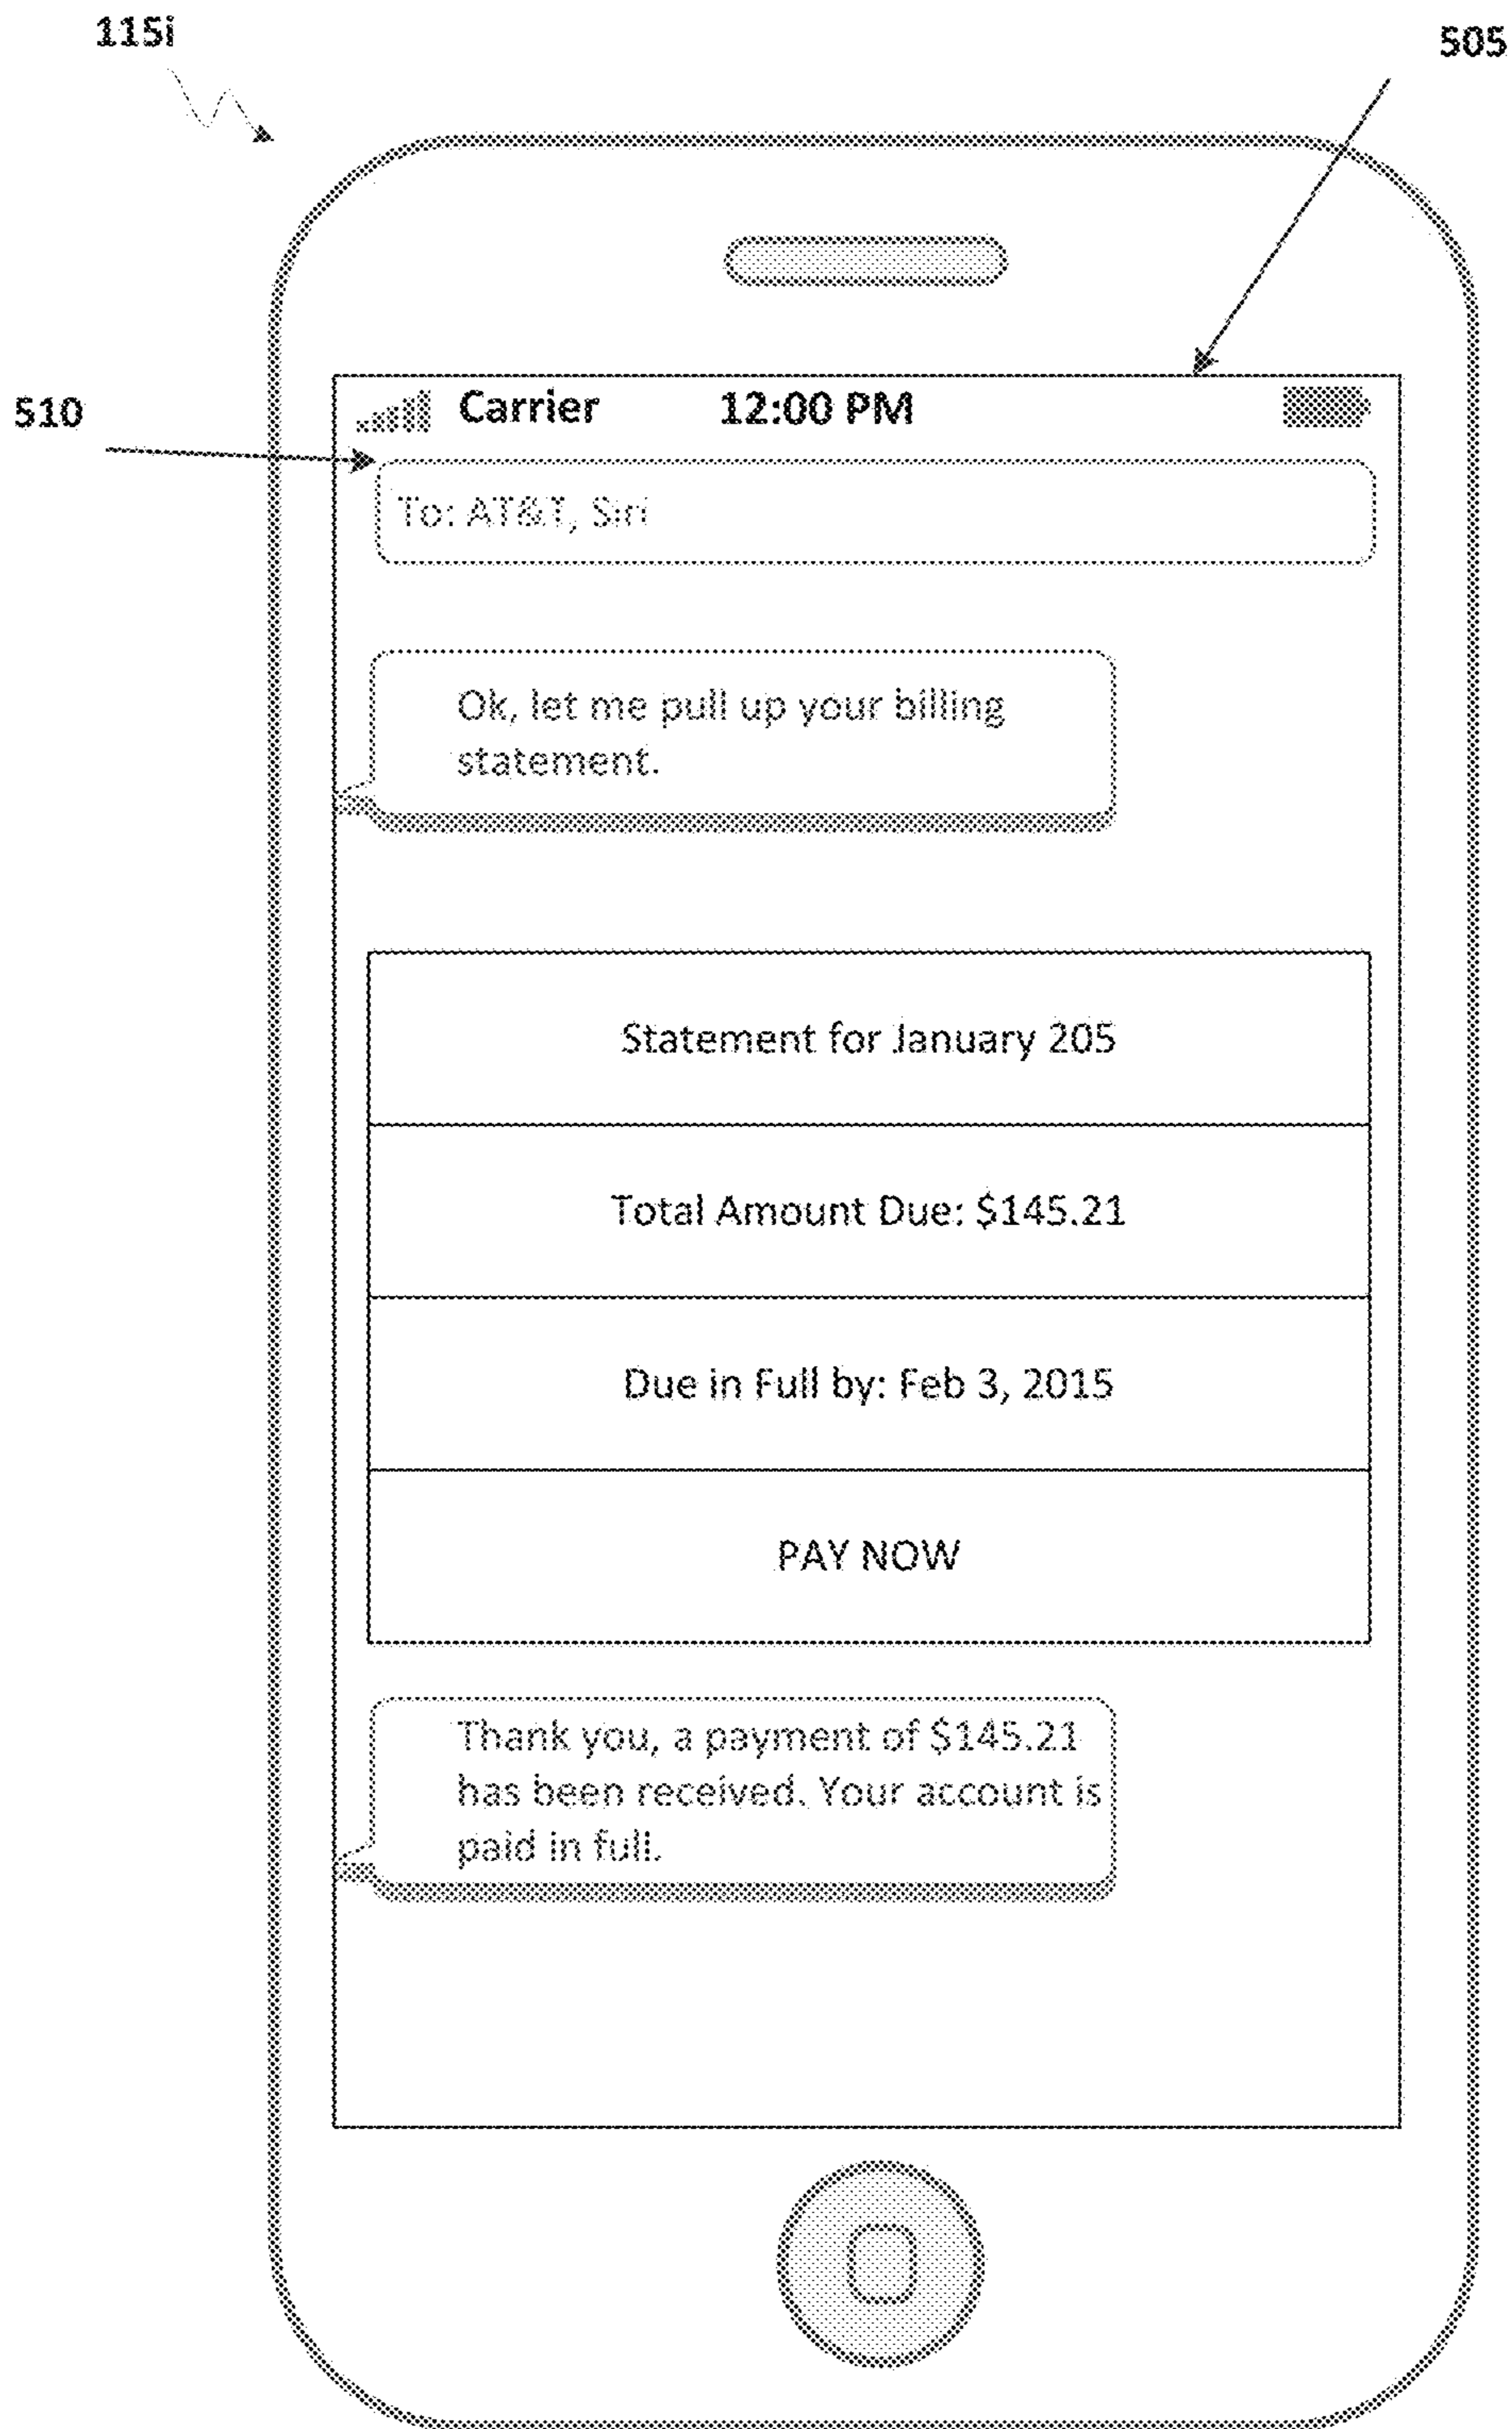 115i
505
510
Carrier 12:00 PM
To: AT&T, Siri
Ok, let me pull up your billing
statement.
Statement for January 205
Total Amount Due: $145.21
Due in Full by: Feb 3, 2015
PAY NOW
Thank you, a payment of $145.21
has been received. Your account is
paid in full.